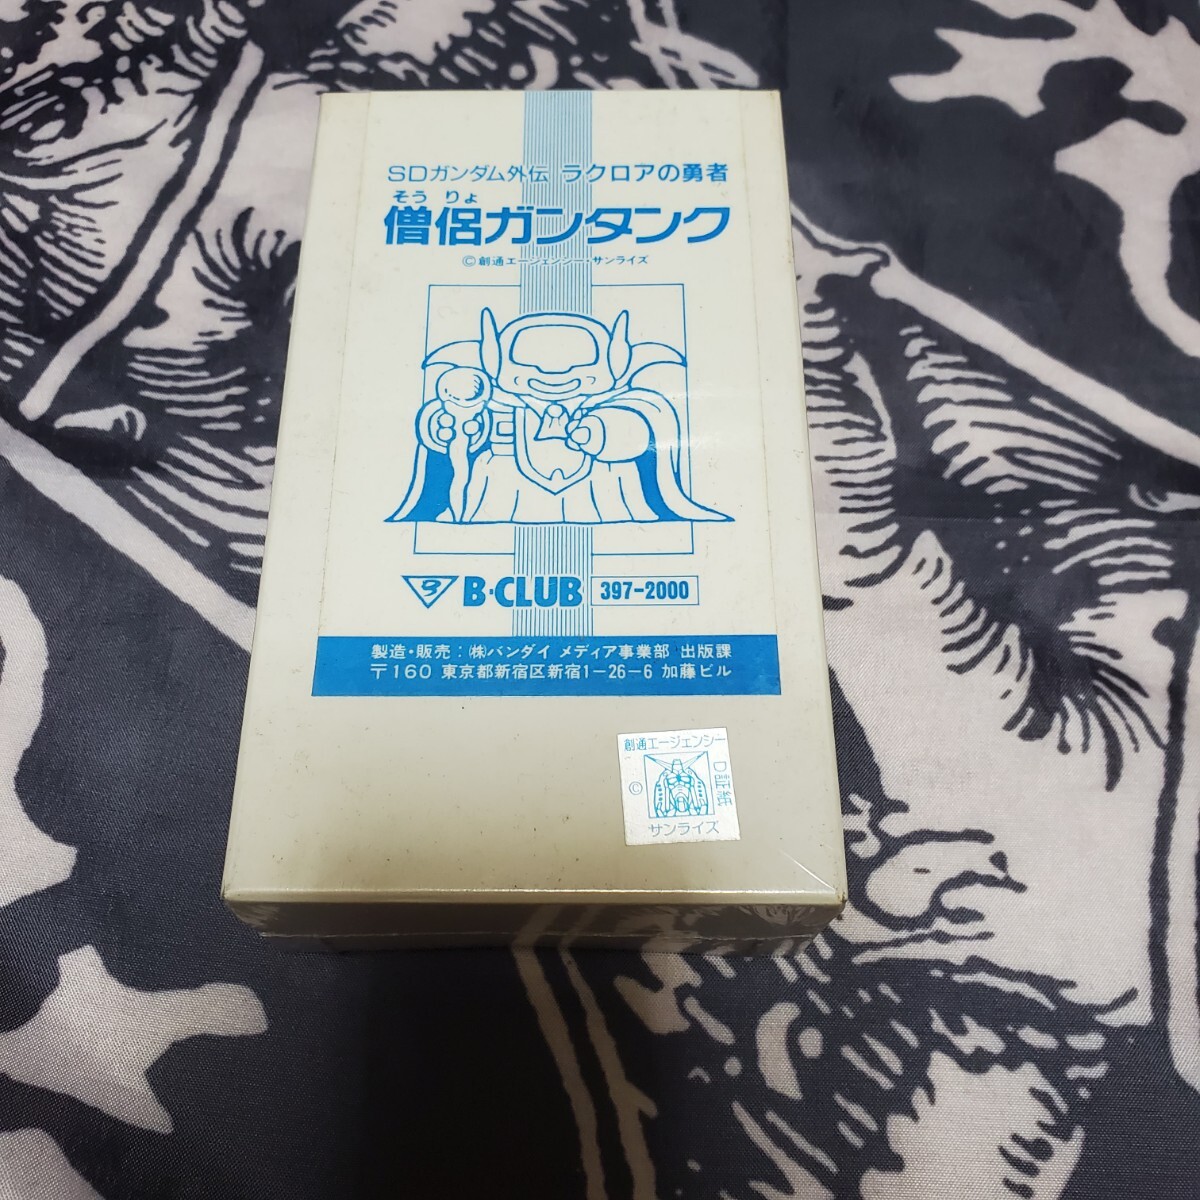 SDガンダム外伝 ラクロアの勇者
そう りょ
僧侶ガンタンク
©創通エージェンシー・サンライズ
B·CLUB 397-2000
製造・販売：㈱バンダイ メディア事業部 出版課
〒160 東京都新宿区新宿1−26−6 加藤ビル
創通エージェンシー
©
D証紙
サンライズ